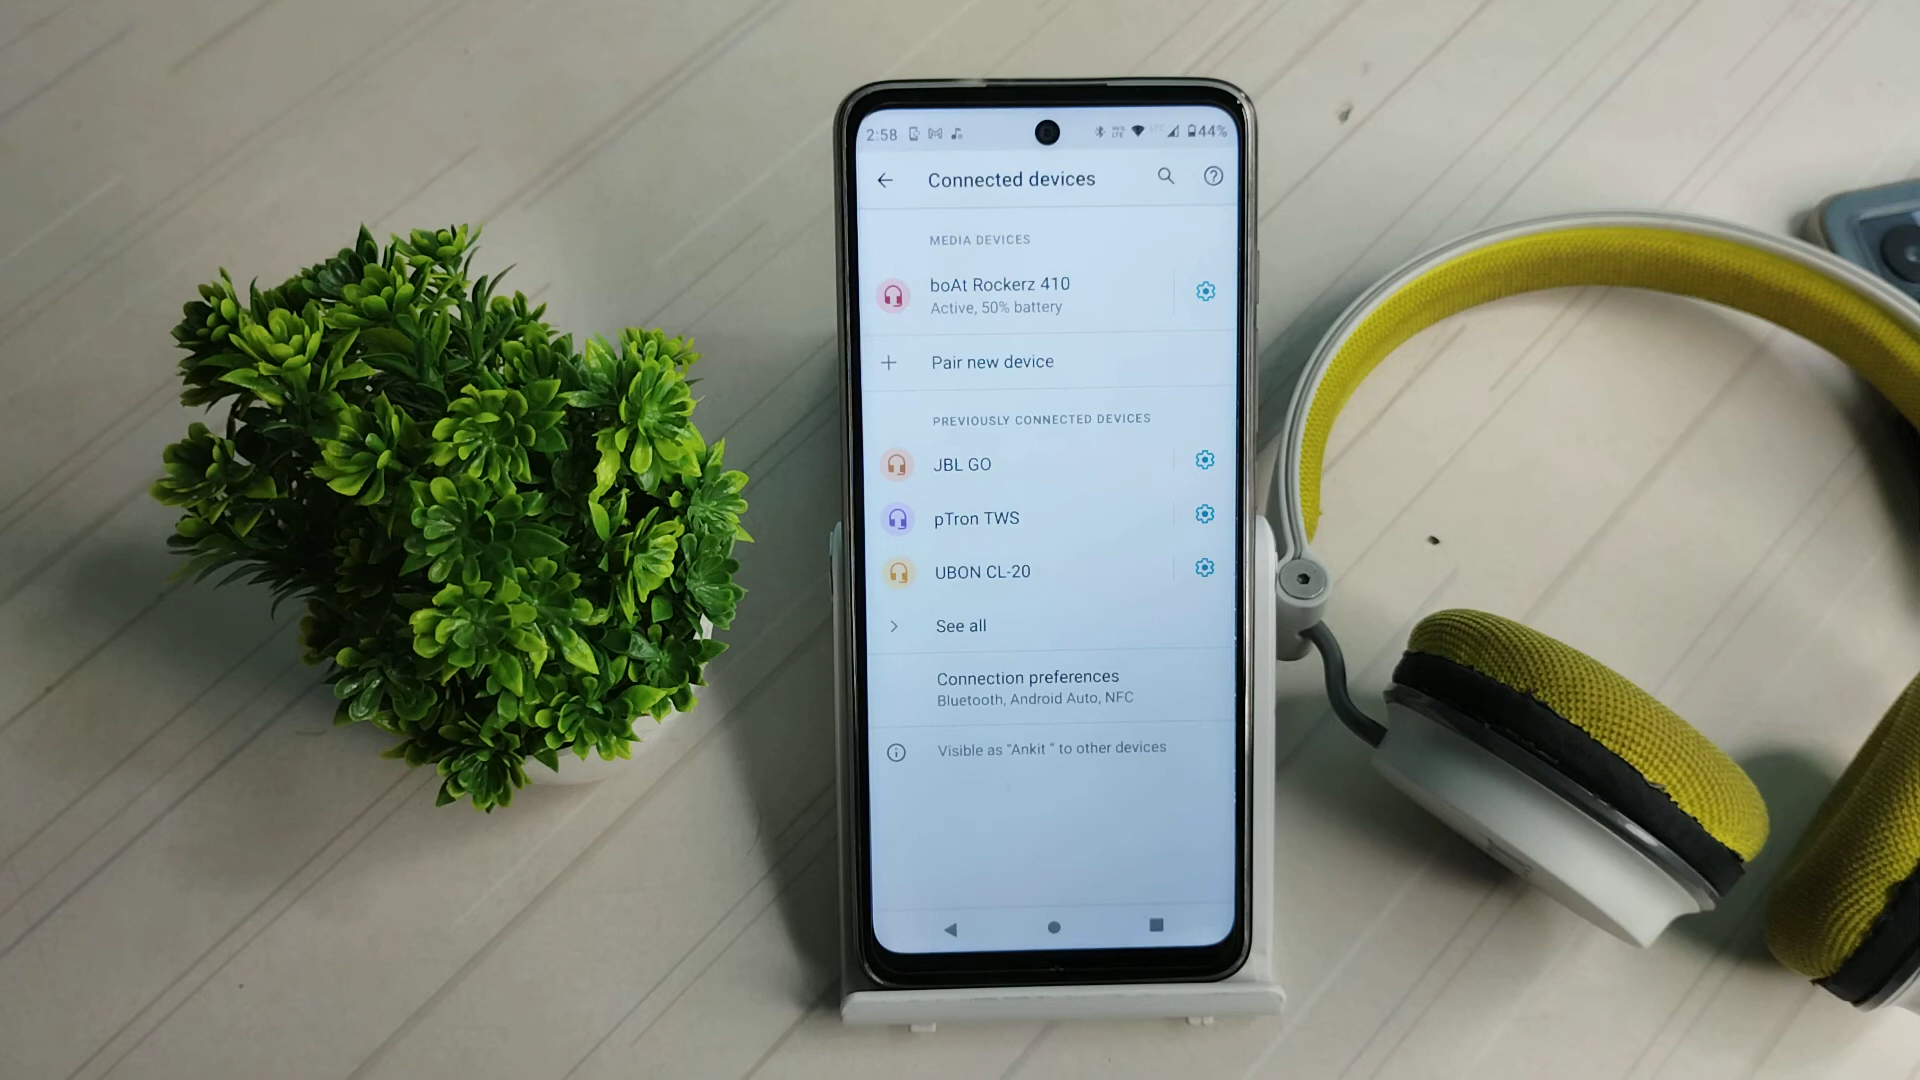 2:58
44%
Connected devices
MEDIA DEVICES
boAt Rockerz 410
Active, 50% battery
Pair new device
PREVIOUSLY CONNECTED DEVICES
JBL GO
pTron TWS
UBON CL-20
See all
Connection preferences
Bluetooth, Android Auto, NFC
Visible as "Ankit " to other devices